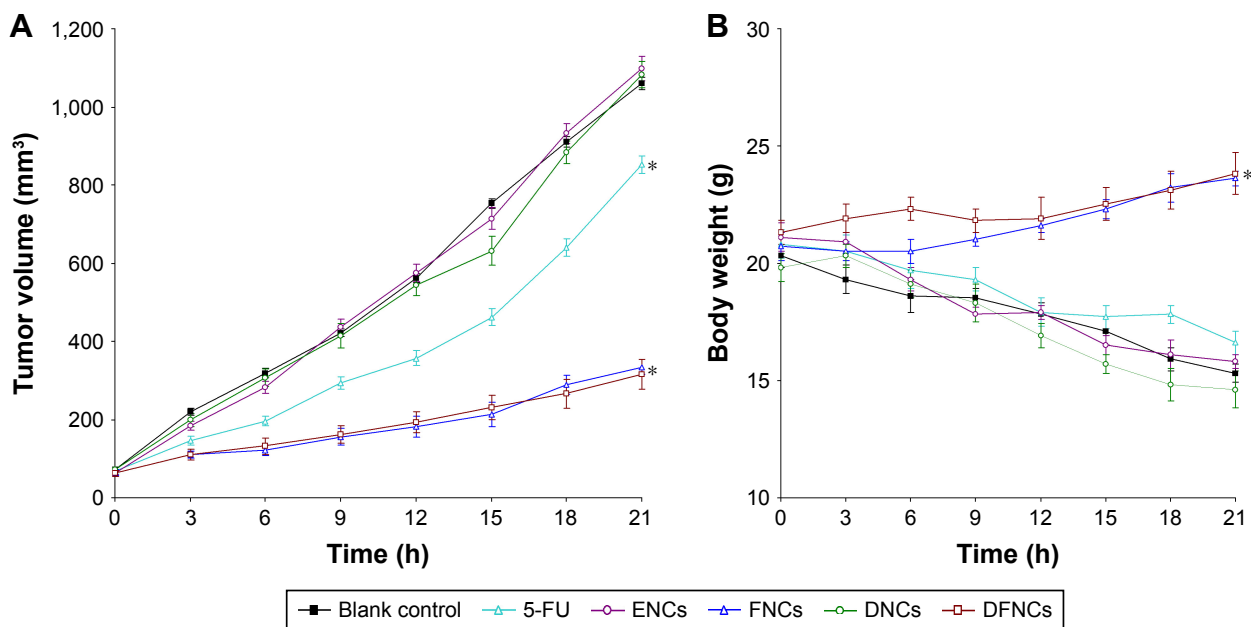 A
Tumor volume (mm³)
1,200
1,000
800
600
400
200
0
*
*
0 3 6 9 12 15 18 21
Time (h)
B
Body weight (g)
30
25
20
15
10
*
0 3 6 9 12 15 18 21
Time (h)
Blank control 5-FU ENCs FNCs DNCs DFNCs